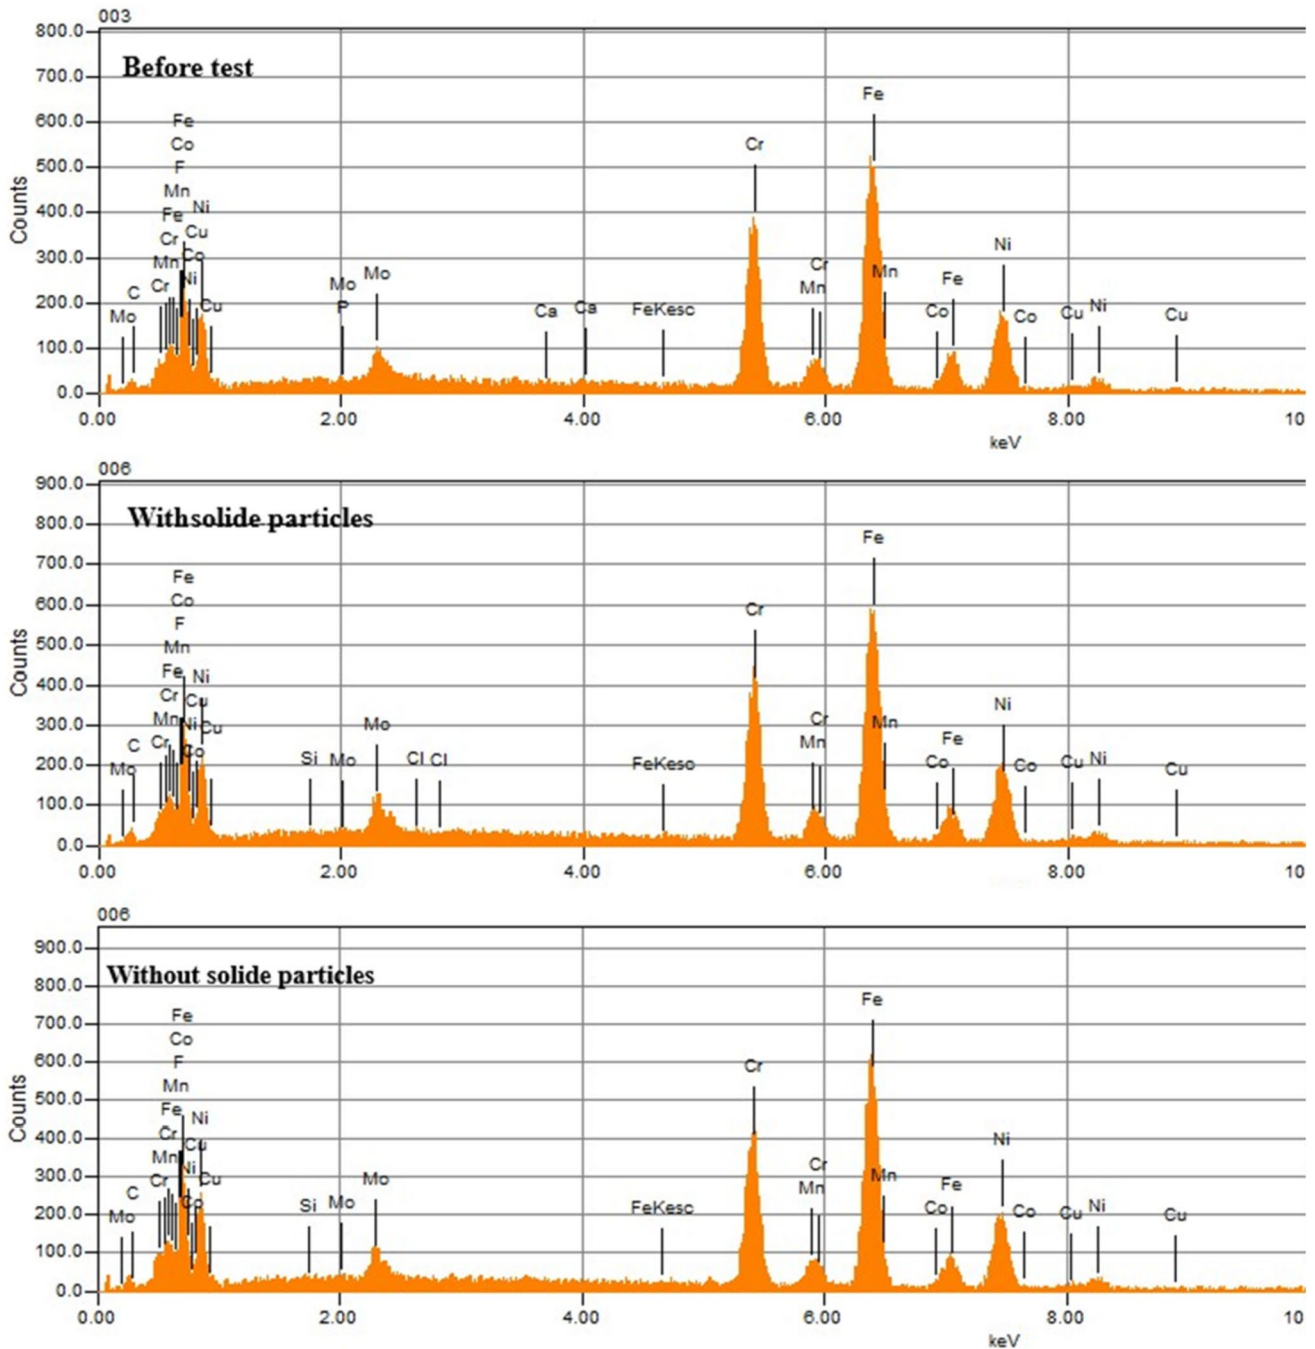 003
800.0
Before test
700.0
600.0
Fe
Fe
Co
Cr
500.0
F
Mn
400.0
Fe
Ni
Counts
Cr
Cu
Ni
300.0
Mn
Co
Mo
Cr
Cr
C
Ni
Mo
Mn
Mn
Fe
200.0
Mo
Cu
P
Ca
Ca
FeKesc
Co
Co
Cu
Ni
Cu
100.0
0.0
0.00
2.00
4.00
6.00
8.00
10
keV
006
900.0
Withsolide particles
800.0
700.0
Fe
600.0
Fe
Co
Cr
F
500.0
Mn
Counts
400.0
Fe
Ni
Cr
Cu
Ni
300.0
Mn
Ni
Cu
Mo
Cr
Mn
C
Cr
Co
Mn
Fe
200.0
Mo
Si
Mo
Cl
Cl
FeKesc
Co
Co
Cu
Ni
Cu
100.0
0.0
0.00
2.00
4.00
6.00
8.00
10
006
900.0
Without solide particles
800.0
Fe
Fe
700.0
Co
F
Cr
600.0
Mn
500.0
Fe
Ni
Counts
400.0
Cr
Cu
Ni
Mn
Ni
Cr
300.0
Cr
Cu
Mo
Mn
Mn
C
Co
Fe
200.0
Mo
Si
Mo
FeKesc
Co
Co
Cu
Ni
Cu
100.0
0.0
0.00
2.00
4.00
6.00
8.00
10
keV